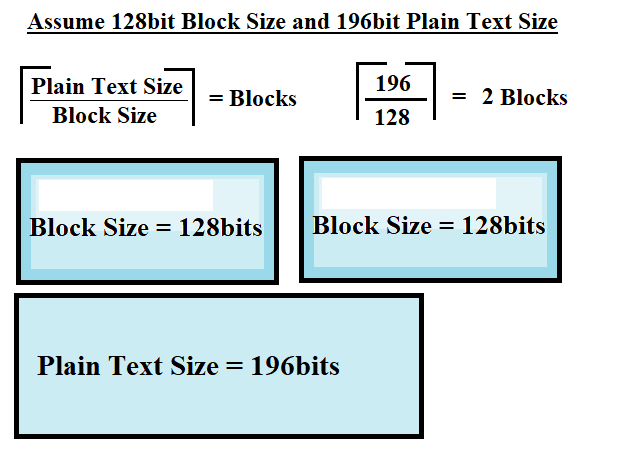 Assume 128bit Block Size and 196bit Plain Text Size
Plain Text Size
Block Size
= Blocks
196
128
= 2 Blocks
Block Size = 128bits
Block Size = 128bits
Plain Text Size = 196bits